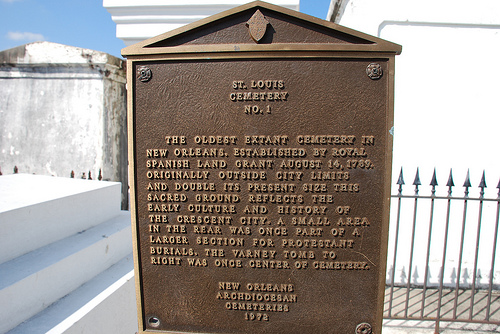 ST. LOUIS
CEMETERY
NO. 1
THE OLDEST EXTANT CEMETERY IN
NEW ORLEANS. ESTABLISHED BY ROYAL
SPANISH LAND GRANT AUGUST 14, 1789.
ORIGINALLY OUTSIDE CITY LIMITS
AND DOUBLE ITS PRESENT SIZE THIS
SACRED GROUND REFLECTS THE
EARLY CULTURE AND HISTORY OF
THE CRESCENT CITY. A SMALL AREA
IN THE REAR WAS ONCE PART OF A
LARGER SECTION FOR PROTESTANT
BURIALS. THE VARNEY TOMB TO
RIGHT WAS ONCE CENTER OF CEMETERY.
NEW ORLEANS
ARCHDIOCESAN
CEMETERIES
1972